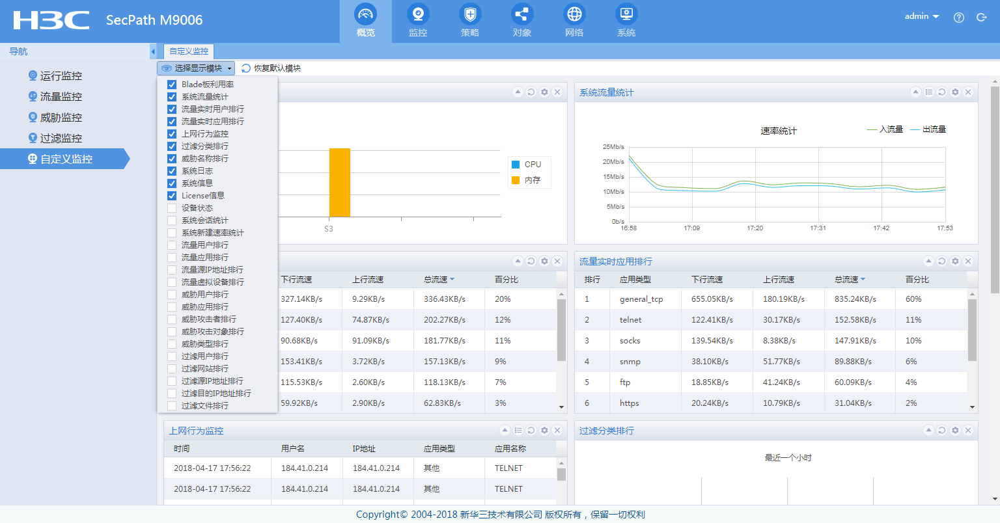 H3C SecPath M9006
概览 监控 策略 对象 网络 系统
admin
导航
自定义监控
选择显示模块 恢复默认模块
运行监控
流量监控
威胁监控
过滤监控
自定义监控
Blade板利用率
系统流量统计
流量实时用户排行
流量实时应用排行
上网行为监控
过滤分类排行
威胁名称排行
系统日志
系统信息
License信息
设备状态
系统会话统计
系统新建速率统计
流量用户排行
流量应用排行
流量源IP地址排行
流量虚拟设备排行
威胁用户排行
威胁应用排行
威胁攻击者排行
威胁攻击对象排行
威胁类型排行
过滤用户排行
过滤网站排行
过滤源IP地址排行
过滤目的IP地址排行
过滤文件排行
CPU
内存
S3
系统流量统计
速率统计
入流量 出流量
25Mb/s
20Mb/s
15Mb/s
10Mb/s
5Mb/s
0b/s
16:58 17:09 17:20 17:31 17:42 17:53
下行流速 上行流速 总流速 百分比
327.14KB/s 9.29KB/s 336.43KB/s 20%
127.40KB/s 74.87KB/s 202.27KB/s 12%
90.68KB/s 91.09KB/s 181.77KB/s 11%
153.41KB/s 3.72KB/s 157.13KB/s 9%
115.53KB/s 2.60KB/s 118.13KB/s 7%
59.92KB/s 2.90KB/s 62.83KB/s 3%
流量实时应用排行
排行 应用类型 下行流速 上行流速 总流速 百分比
1 general_tcp 655.05KB/s 180.19KB/s 835.24KB/s 60%
2 telnet 122.41KB/s 30.17KB/s 152.58KB/s 11%
3 socks 139.54KB/s 8.38KB/s 147.91KB/s 10%
4 snmp 38.10KB/s 51.77KB/s 89.88KB/s 6%
5 ftp 18.85KB/s 41.24KB/s 60.09KB/s 4%
6 https 20.24KB/s 10.79KB/s 31.04KB/s 2%
上网行为监控
时间 用户名 IP地址 应用类型 应用名称
2018-04-17 17:56:22 184.41.0.214 184.41.0.214 其他 TELNET
2018-04-17 17:56:22 184.41.0.214 184.41.0.214 其他 TELNET
过滤分类排行
最近一个小时
Copyright© 2004-2018 新华三技术有限公司 版权所有，保留一切权利